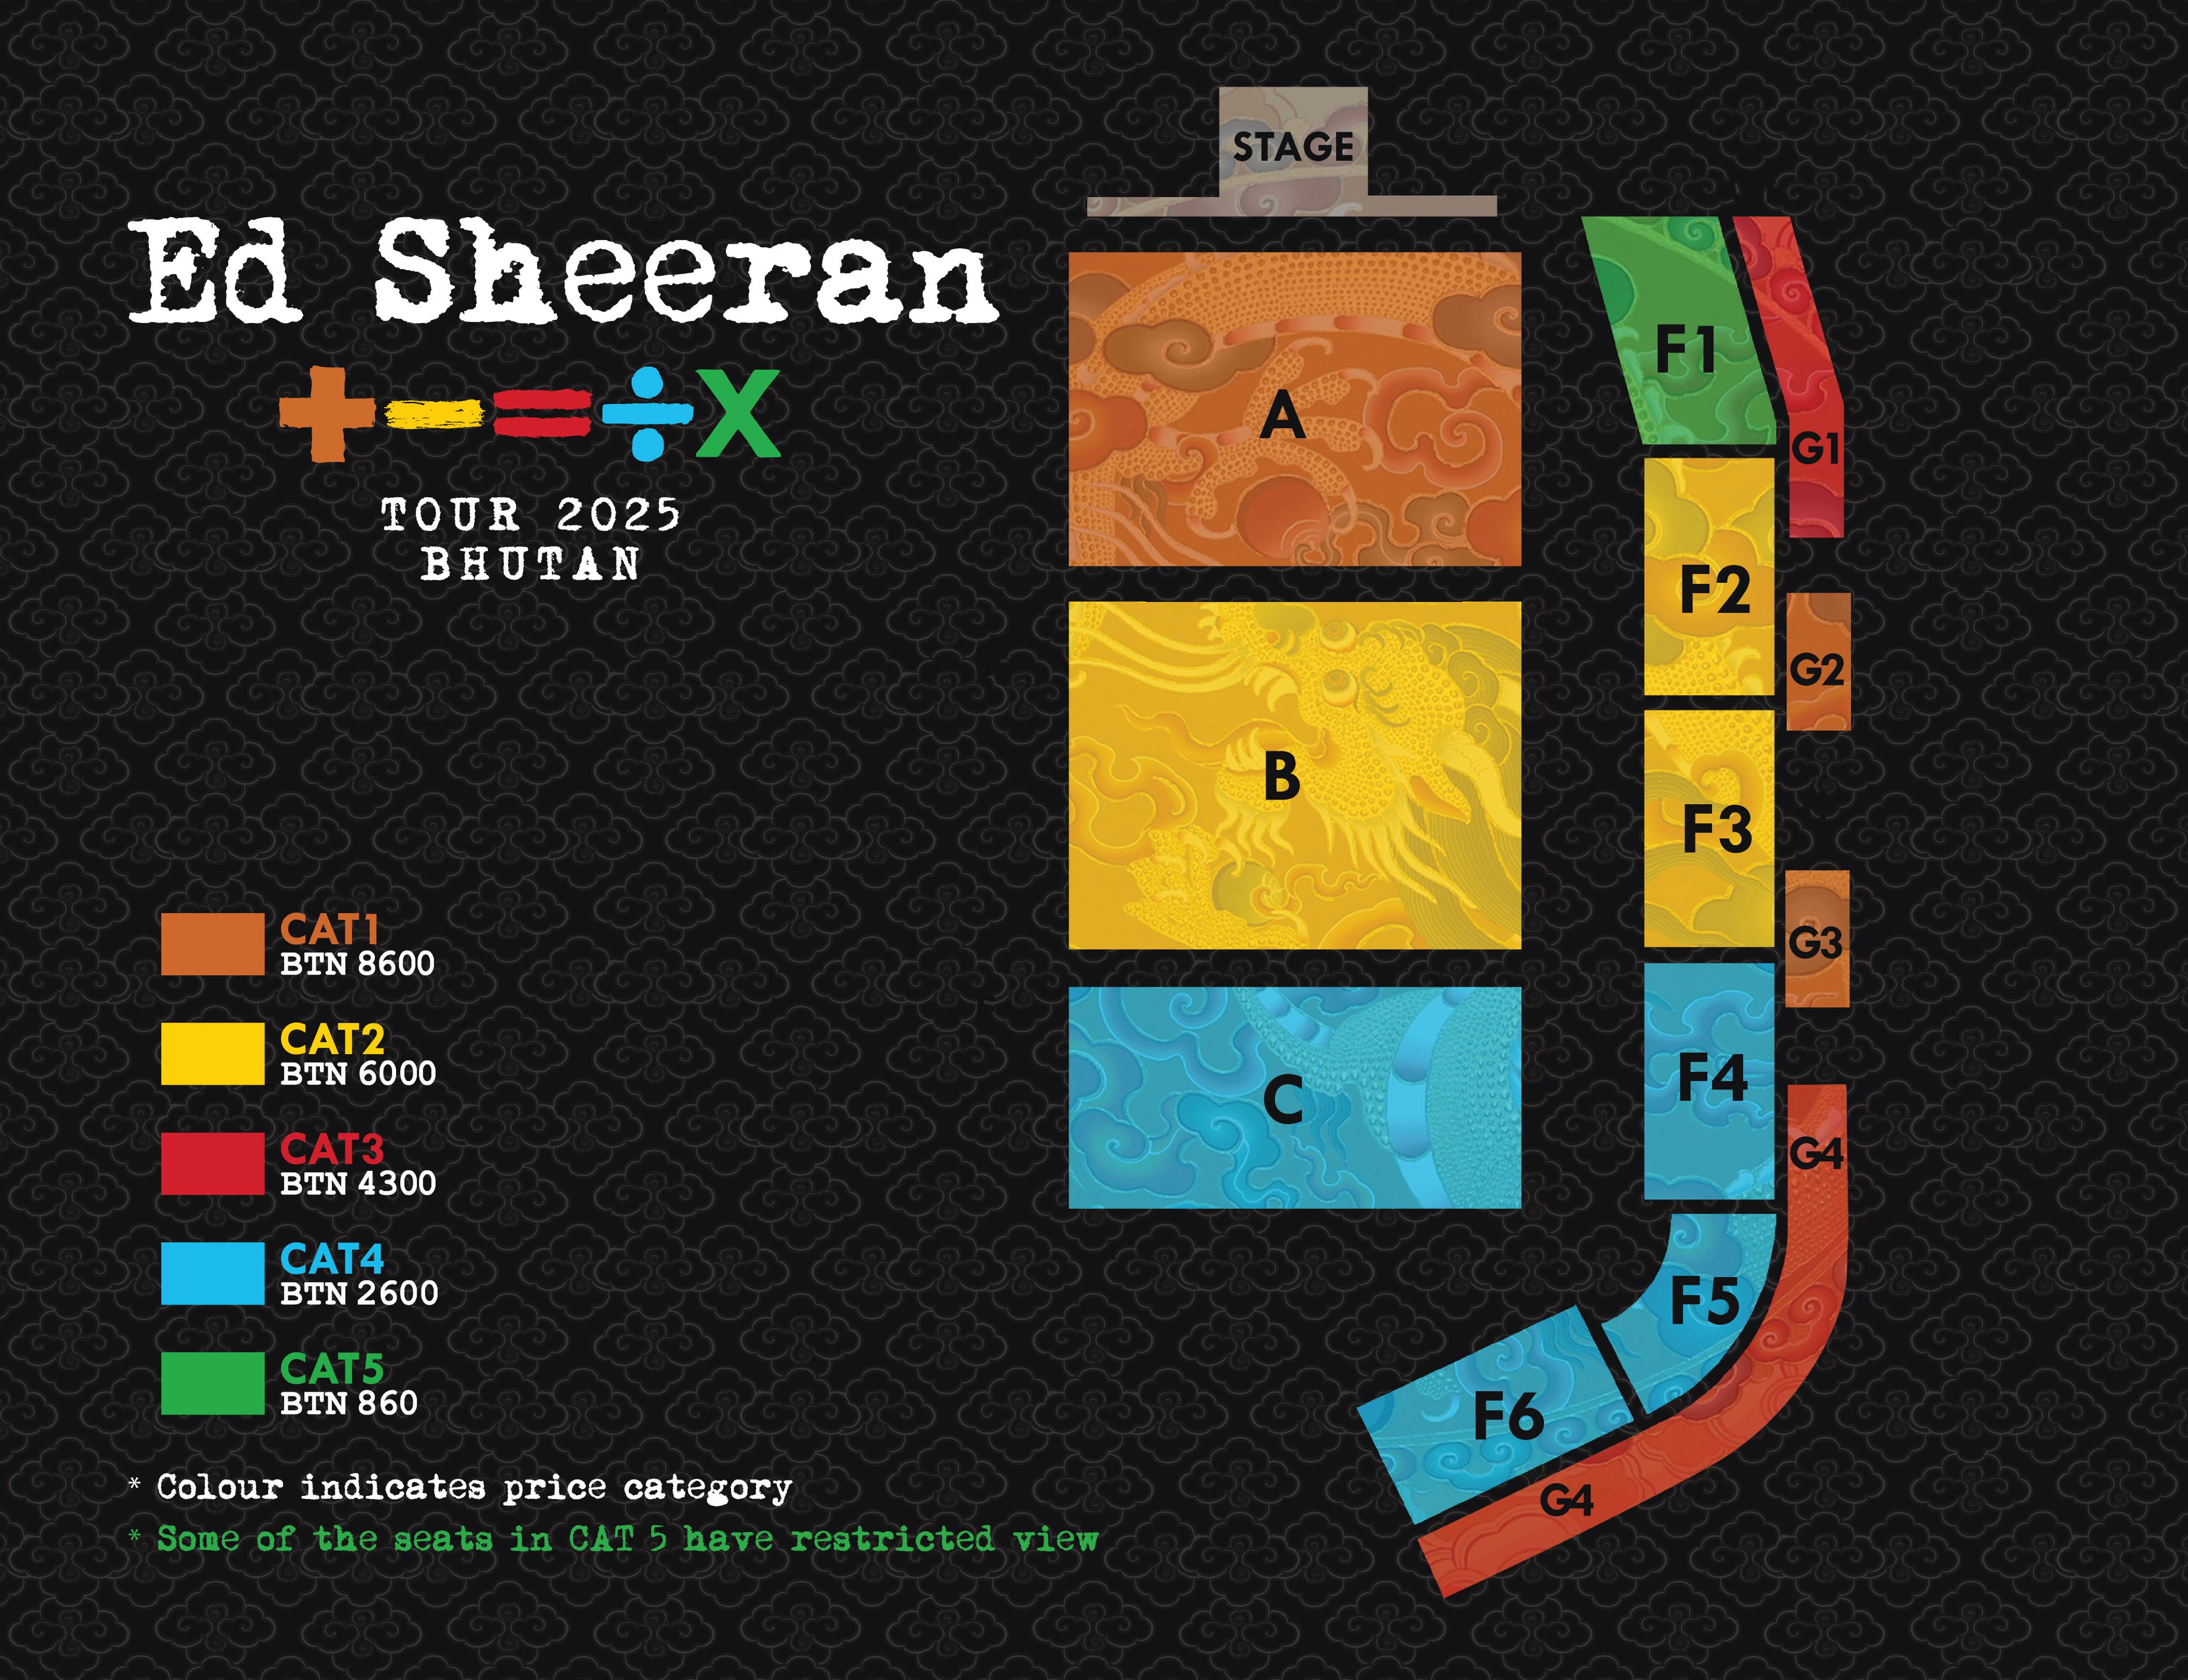 Ed Sheeran
+-=÷x
TOUR 2025
BHUTAN
CAT1
BTN 8600
CAT2
BTN 6000
CAT3
BTN 4300
CAT4
BTN 2600
CAT5
BTN 860
* Colour indicates price category
* Some of the seats in CAT 5 have restricted view
STAGE
A
B
C
F1
G1
F2
G2
F3
G3
F4
G4
F5
F6
G4